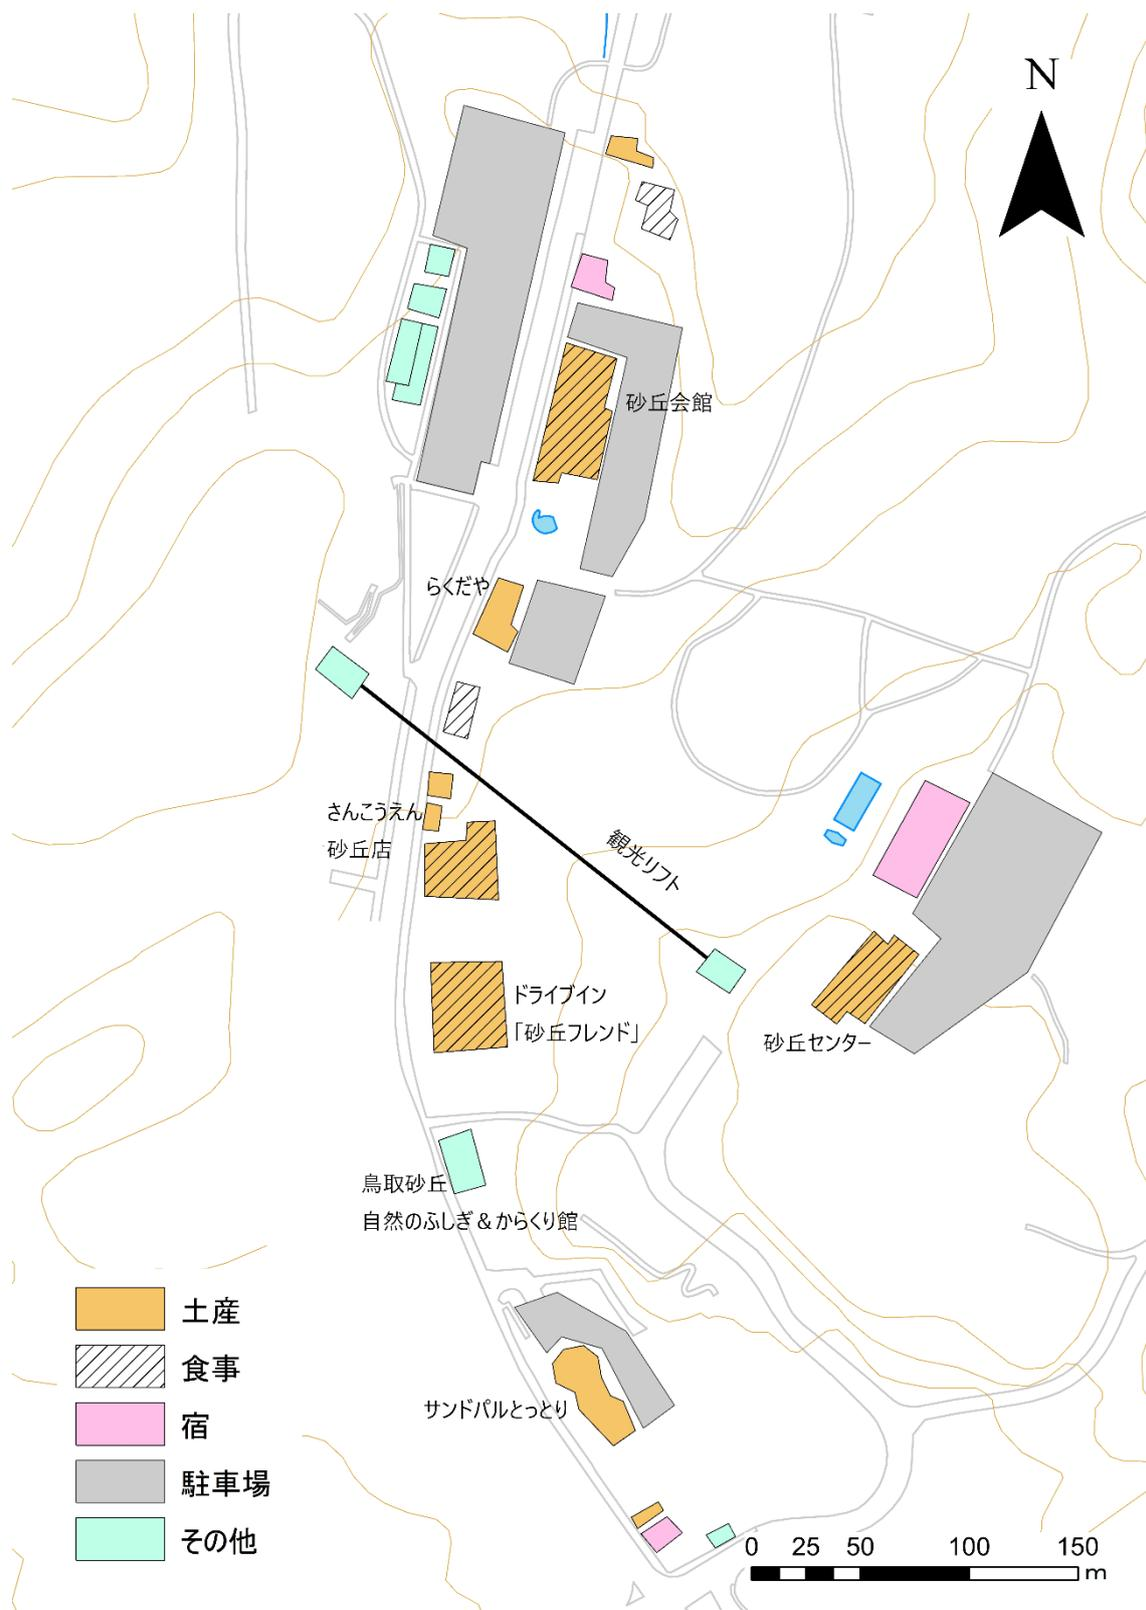 N
砂丘会館
らくだや
さんこうえん
砂丘店
観光リフト
ドライブイン
「砂丘フレンド」
砂丘センター
鳥取砂丘
自然のふしぎ&からくり館
サンドパルとっとり
土産
食事
宿
駐車場
その他
0 25 50 100 150
m